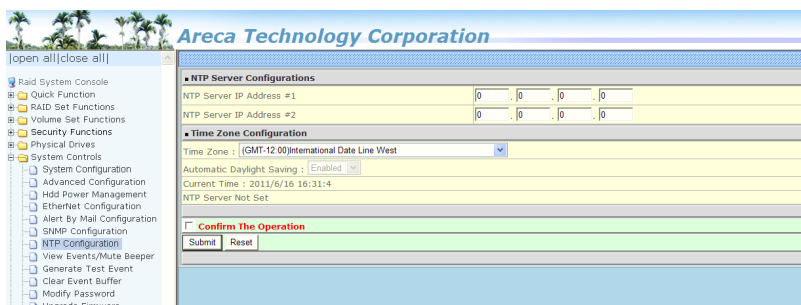 Areca Technology Corporation
|open all|close all|
Raid System Console
Quick Function
RAID Set Functions
Volume Set Functions
Security Functions
Physical Drives
System Controls
System Configuration
Advanced Configuration
Hdd Power Management
EtherNet Configuration
Alert By Mail Configuration
SNMP Configuration
NTP Configuration
View Events/Mute Beeper
Generate Test Event
Clear Event Buffer
Modify Password
Upgrade Firmware
NTP Server Configurations
NTP Server IP Address #1 0 . 0 . 0 . 0
NTP Server IP Address #2 0 . 0 . 0 . 0
Time Zone Configuration
Time Zone : (GMT-12:00)International Date Line West
Automatic Daylight Saving : Enabled
Current Time : 2011/6/16 16:31:4
NTP Server Not Set
Confirm The Operation
Submit Reset